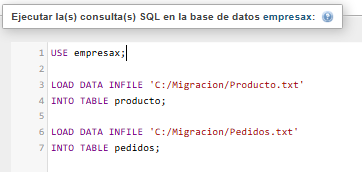 Ejecutar la(s) consulta(s) SQL en la base de datos empresax:
1 USE empresax;
2
3 LOAD DATA INFILE 'C:/Migracion/Producto.txt'
4 INTO TABLE producto;
5
6 LOAD DATA INFILE 'C:/Migracion/Pedidos.txt'
7 INTO TABLE pedidos;